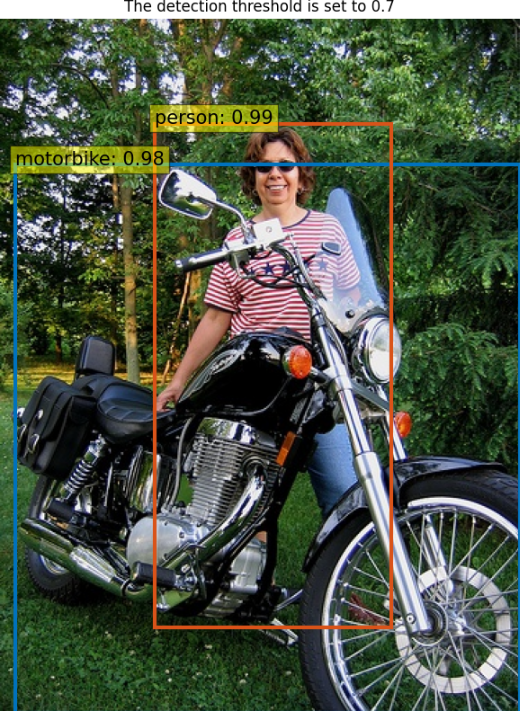 The detection threshold is set to 0.7
person: 0.99
motorbike: 0.98